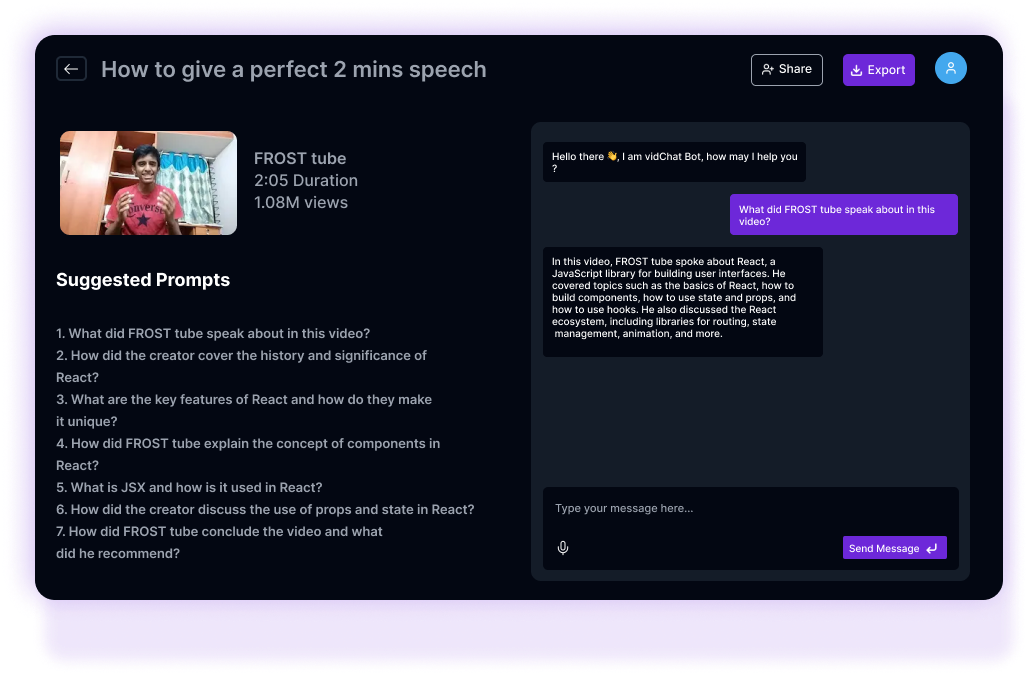 How to give a perfect 2 mins speech
Share
Export
FROST tube
2:05 Duration
1.08M views
Suggested Prompts
1. What did FROST tube speak about in this video?
2. How did the creator cover the history and significance of
React?
3. What are the key features of React and how do they make
it unique?
4. How did FROST tube explain the concept of components in
React?
5. What is JSX and how is it used in React?
6. How did the creator discuss the use of props and state in React?
7. How did FROST tube conclude the video and what
did he recommend?
Hello there 👋, I am vidChat Bot, how may I help you
?
What did FROST tube speak about in this
video?
In this video, FROST tube spoke about React, a
JavaScript library for building user interfaces. He
covered topics such as the basics of React, how to
build components, how to use state and props, and
how to use hooks. He also discussed the React
ecosystem, including libraries for routing, state
management, animation, and more.
Type your message here...
Send Message